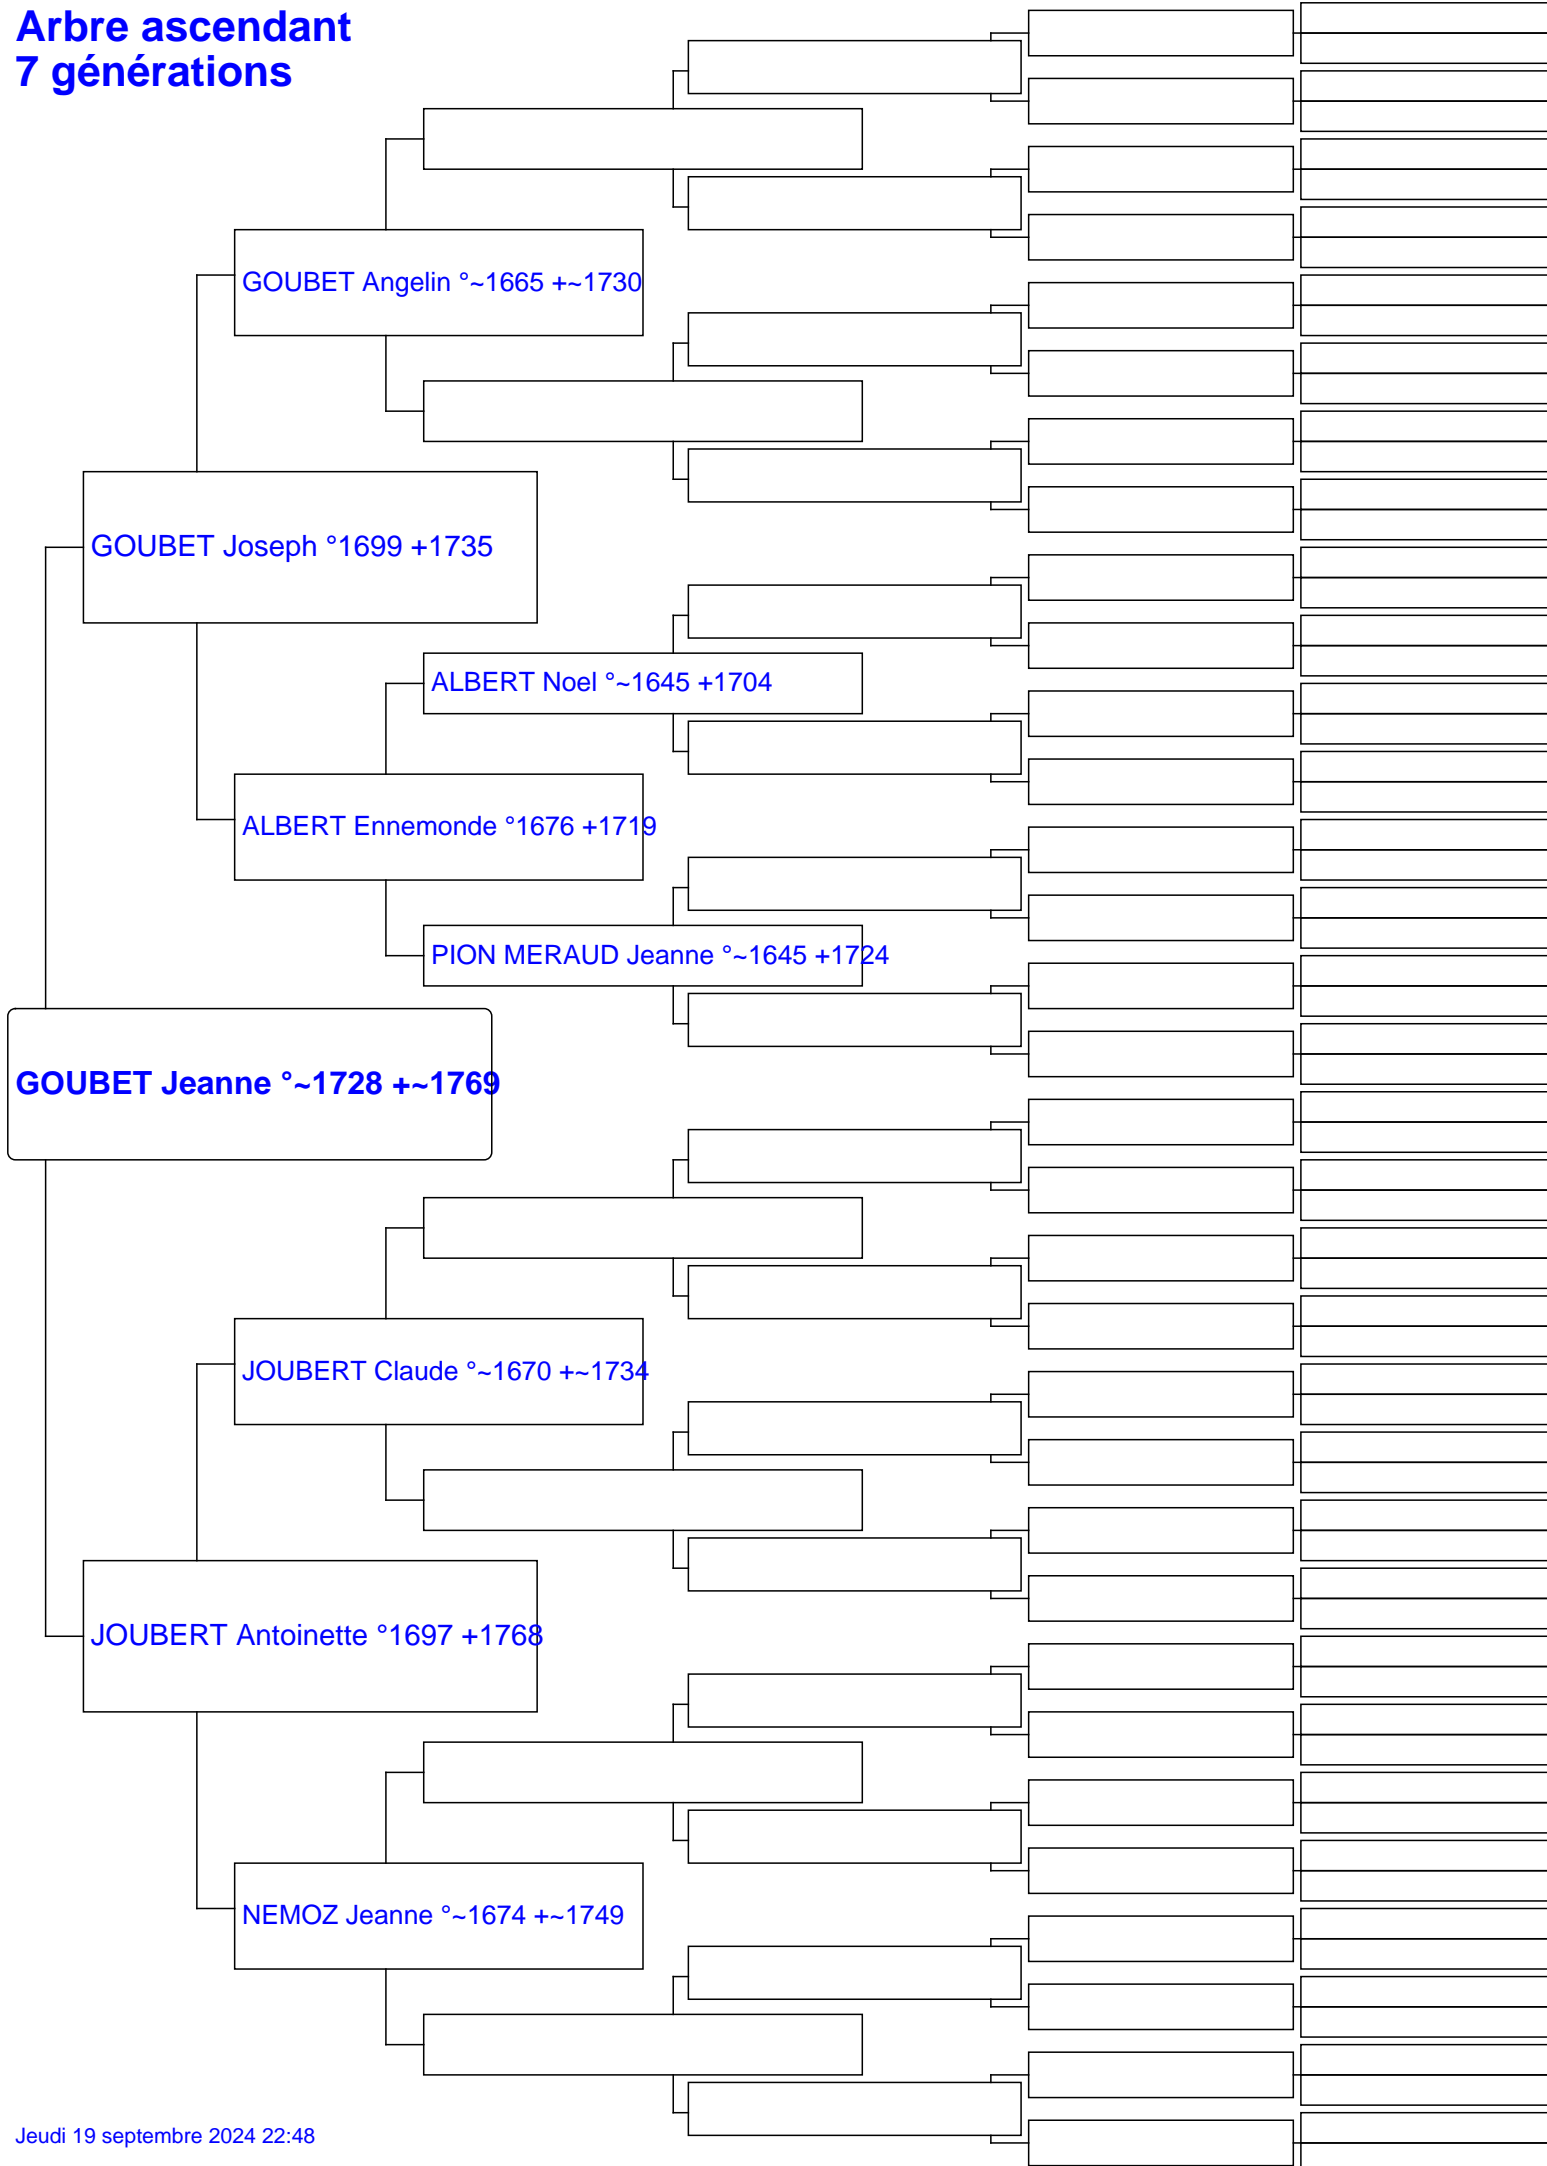 Arbre ascendant
7 générations
GOUBET Angelin °~1665 +~1730
GOUBET Joseph °1699 +1735
ALBERT Noel °~1645 +1704
ALBERT Ennemonde °1676 +1719
PION MERAUD Jeanne °~1645 +1724
GOUBET Jeanne °~1728 +~1769
JOUBERT Claude °~1670 +~1734
JOUBERT Antoinette °1697 +1768
NEMOZ Jeanne °~1674 +~1749
Jeudi 19 septembre 2024 22:48